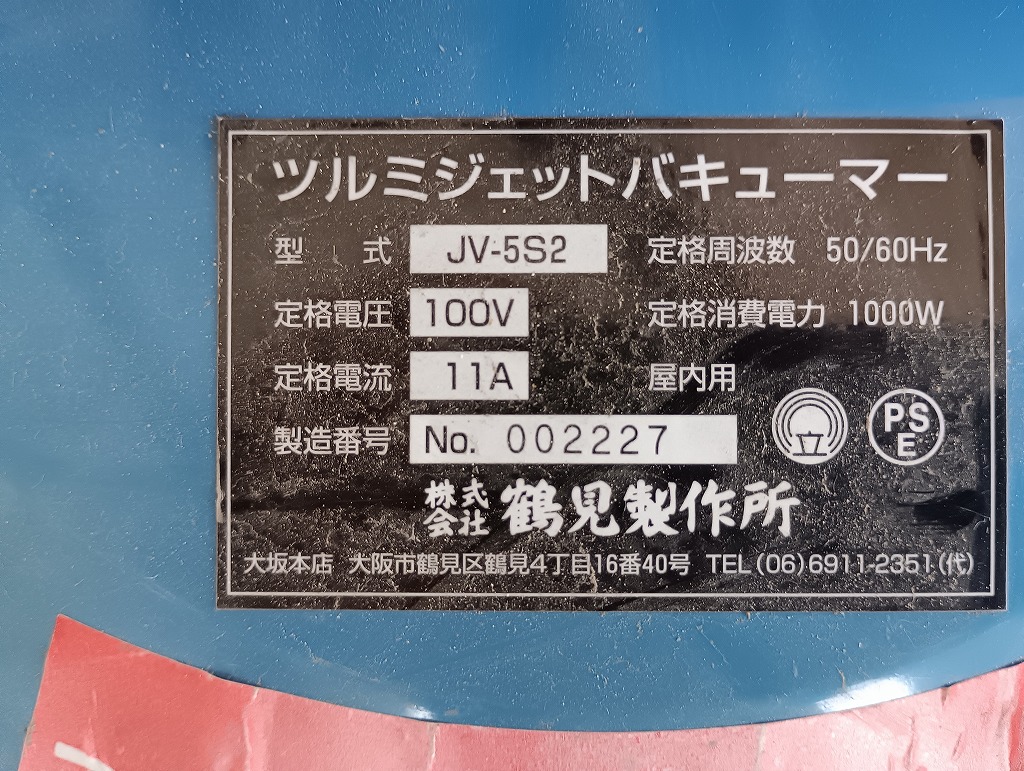 ツルミジェットバキューマー
型 式 JV-5S2 定格周波数 50/60Hz
定格電圧 100V 定格消費電力 1000W
定格電流 11A 屋内用
製造番号 No. 002227 立 PSE
株式会社 鶴見製作所
大坂本店 大阪市鶴見区鶴見4丁目16番40号 TEL(06)6911-2351(代)